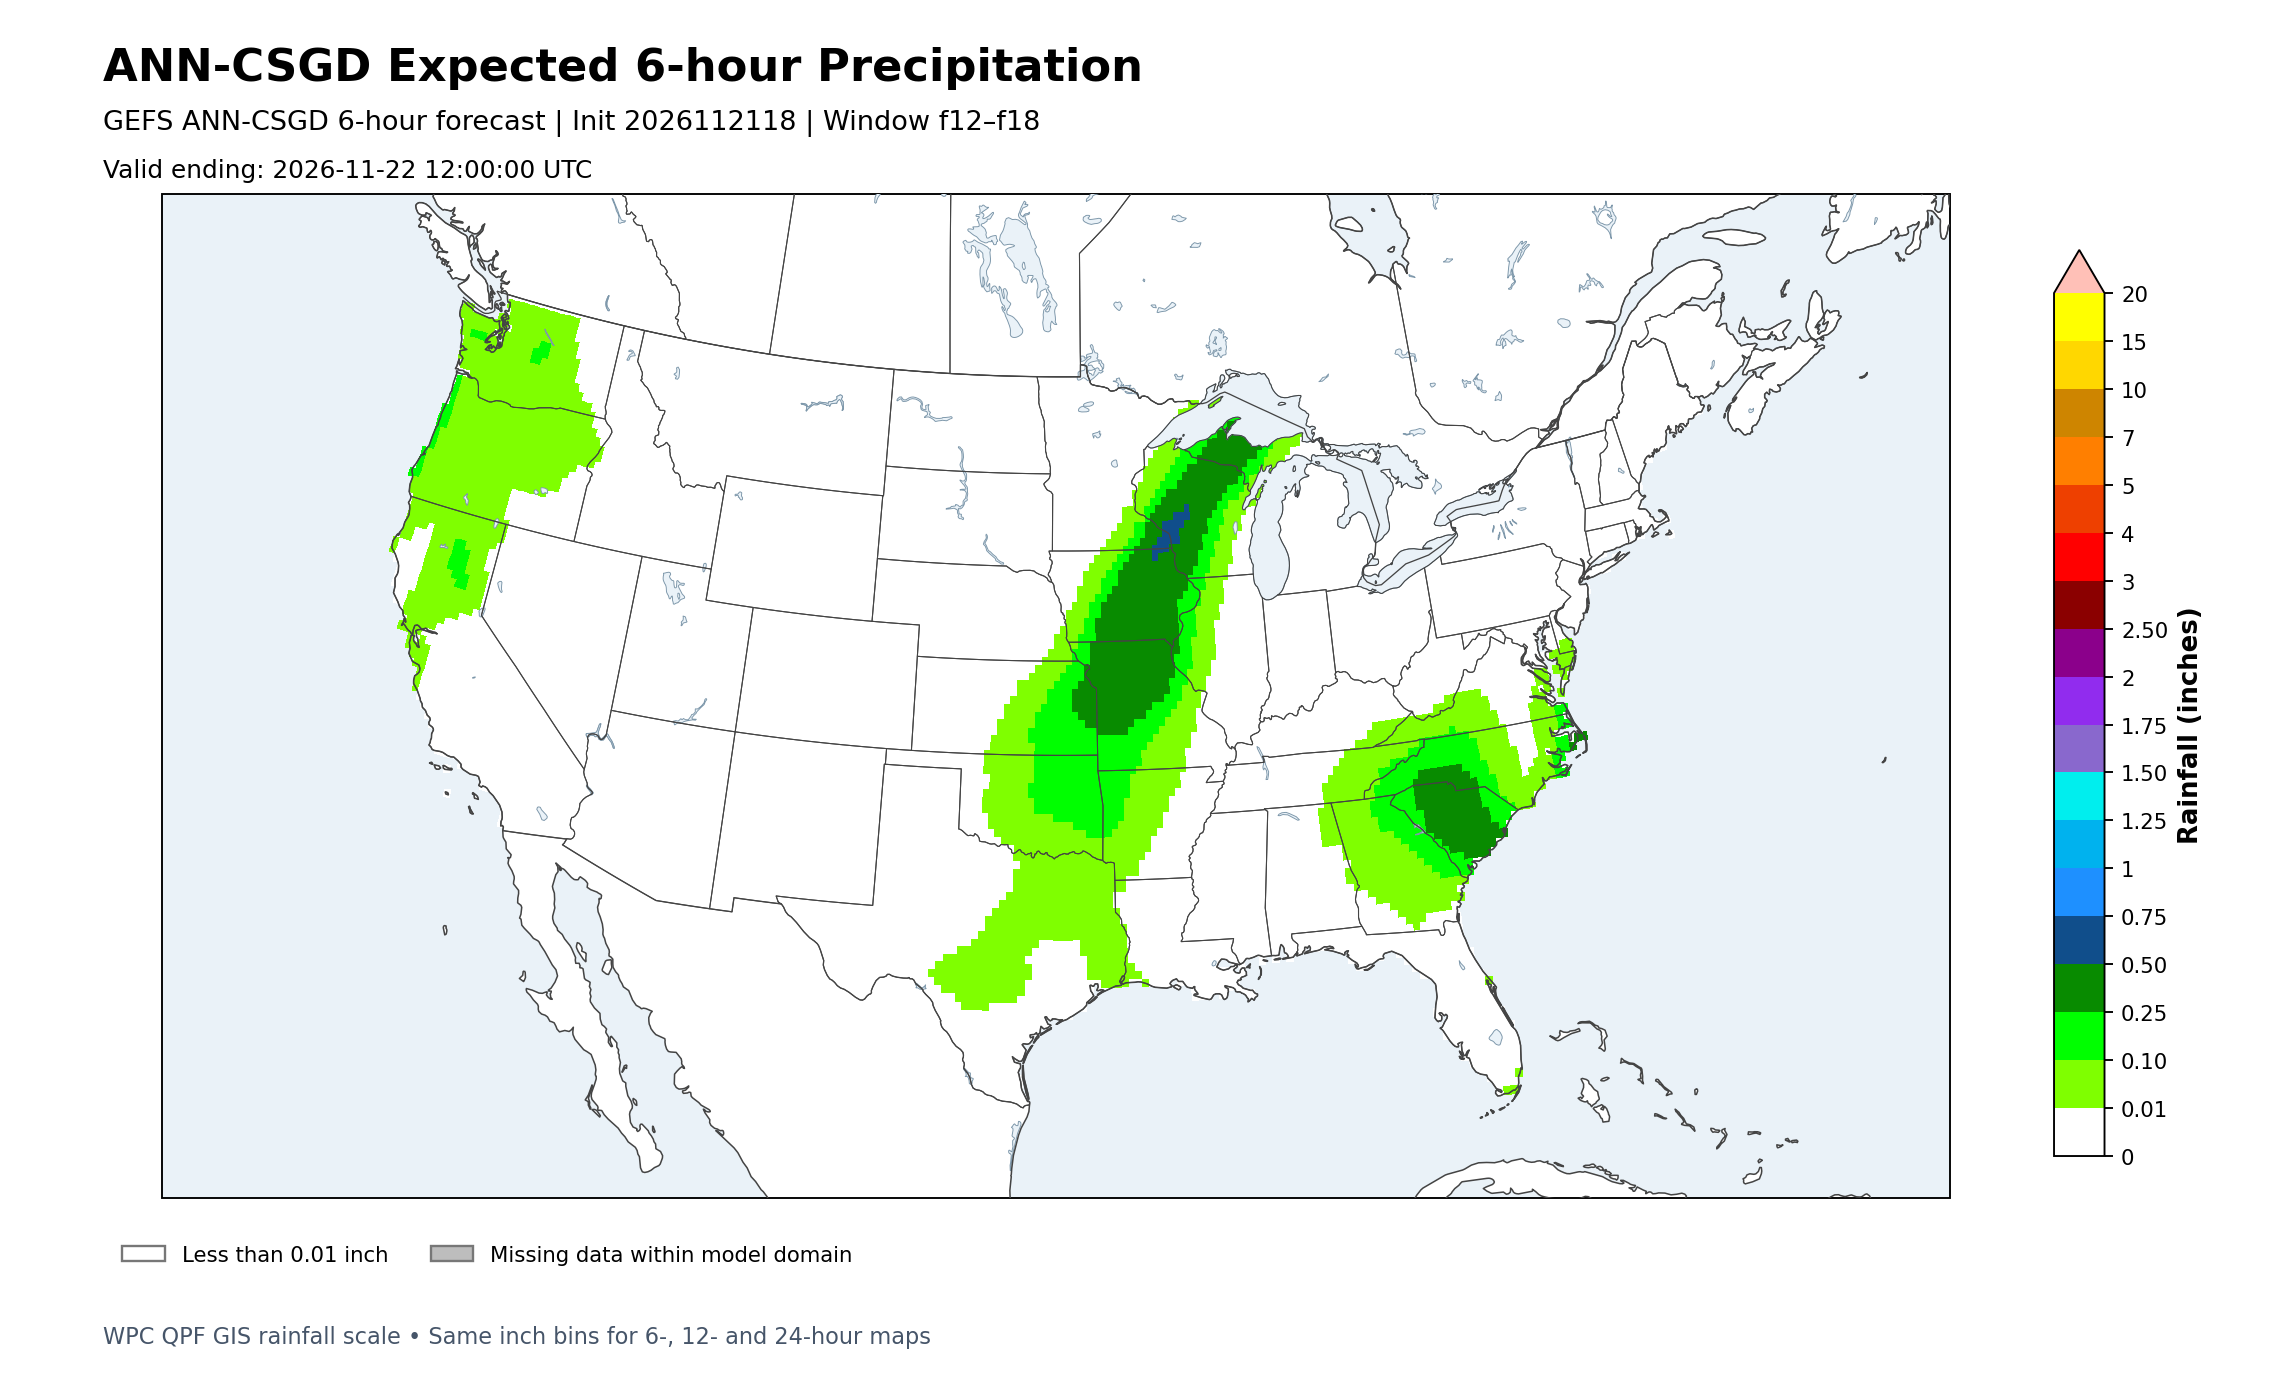 ANN-CSGD Expected 6-hour Precipitation
GEFS ANN-CSGD 6-hour forecast | Init 2026112118 | Window f12–f18
Valid ending: 2026-11-22 12:00:00 UTC
20
15
10
7
5
4
3
2.50
2
1.75
1.50
1.25
1
0.75
0.50
0.25
0.10
0.01
0
Rainfall (inches)
Less than 0.01 inch
Missing data within model domain
WPC QPF GIS rainfall scale • Same inch bins for 6-, 12- and 24-hour maps